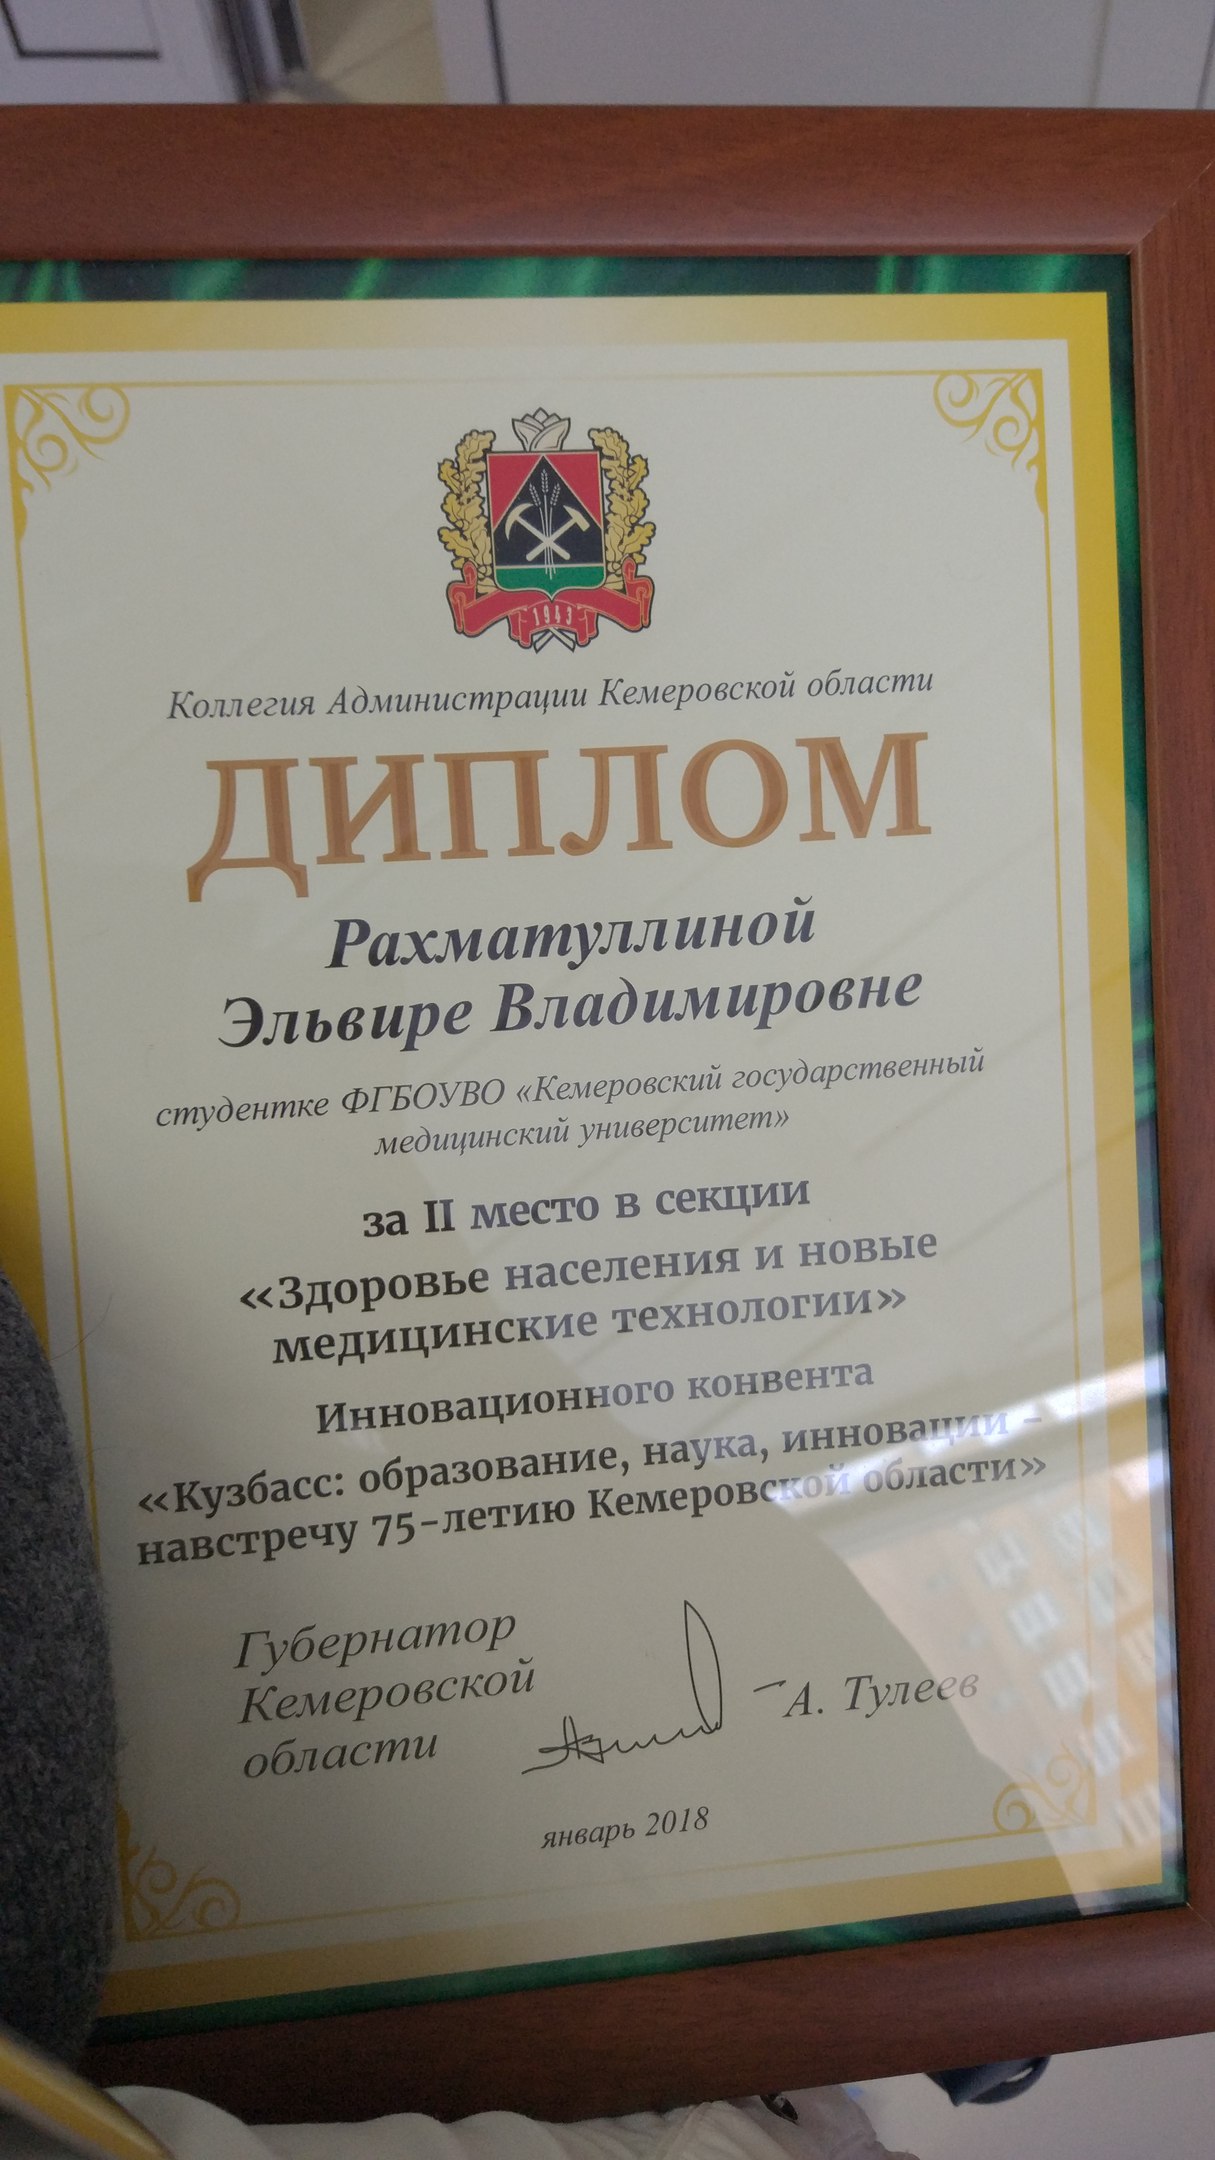 1943
Коллегия Администрации Кемеровской области
ДИПЛОМ
Рахматуллиной
Эльвире Владимировне
студентке ФГБОУВО «Кемеровский государственный
медицинский университет»
за II место в секции
«Здоровье населения и новые
медицинские технологии»
Инновационного конвента
«Кузбасс: образование, наука, инновации –
навстречу 75-летию Кемеровской области»
Губернатор
Кемеровской
области
А. Тулеев
январь 2018